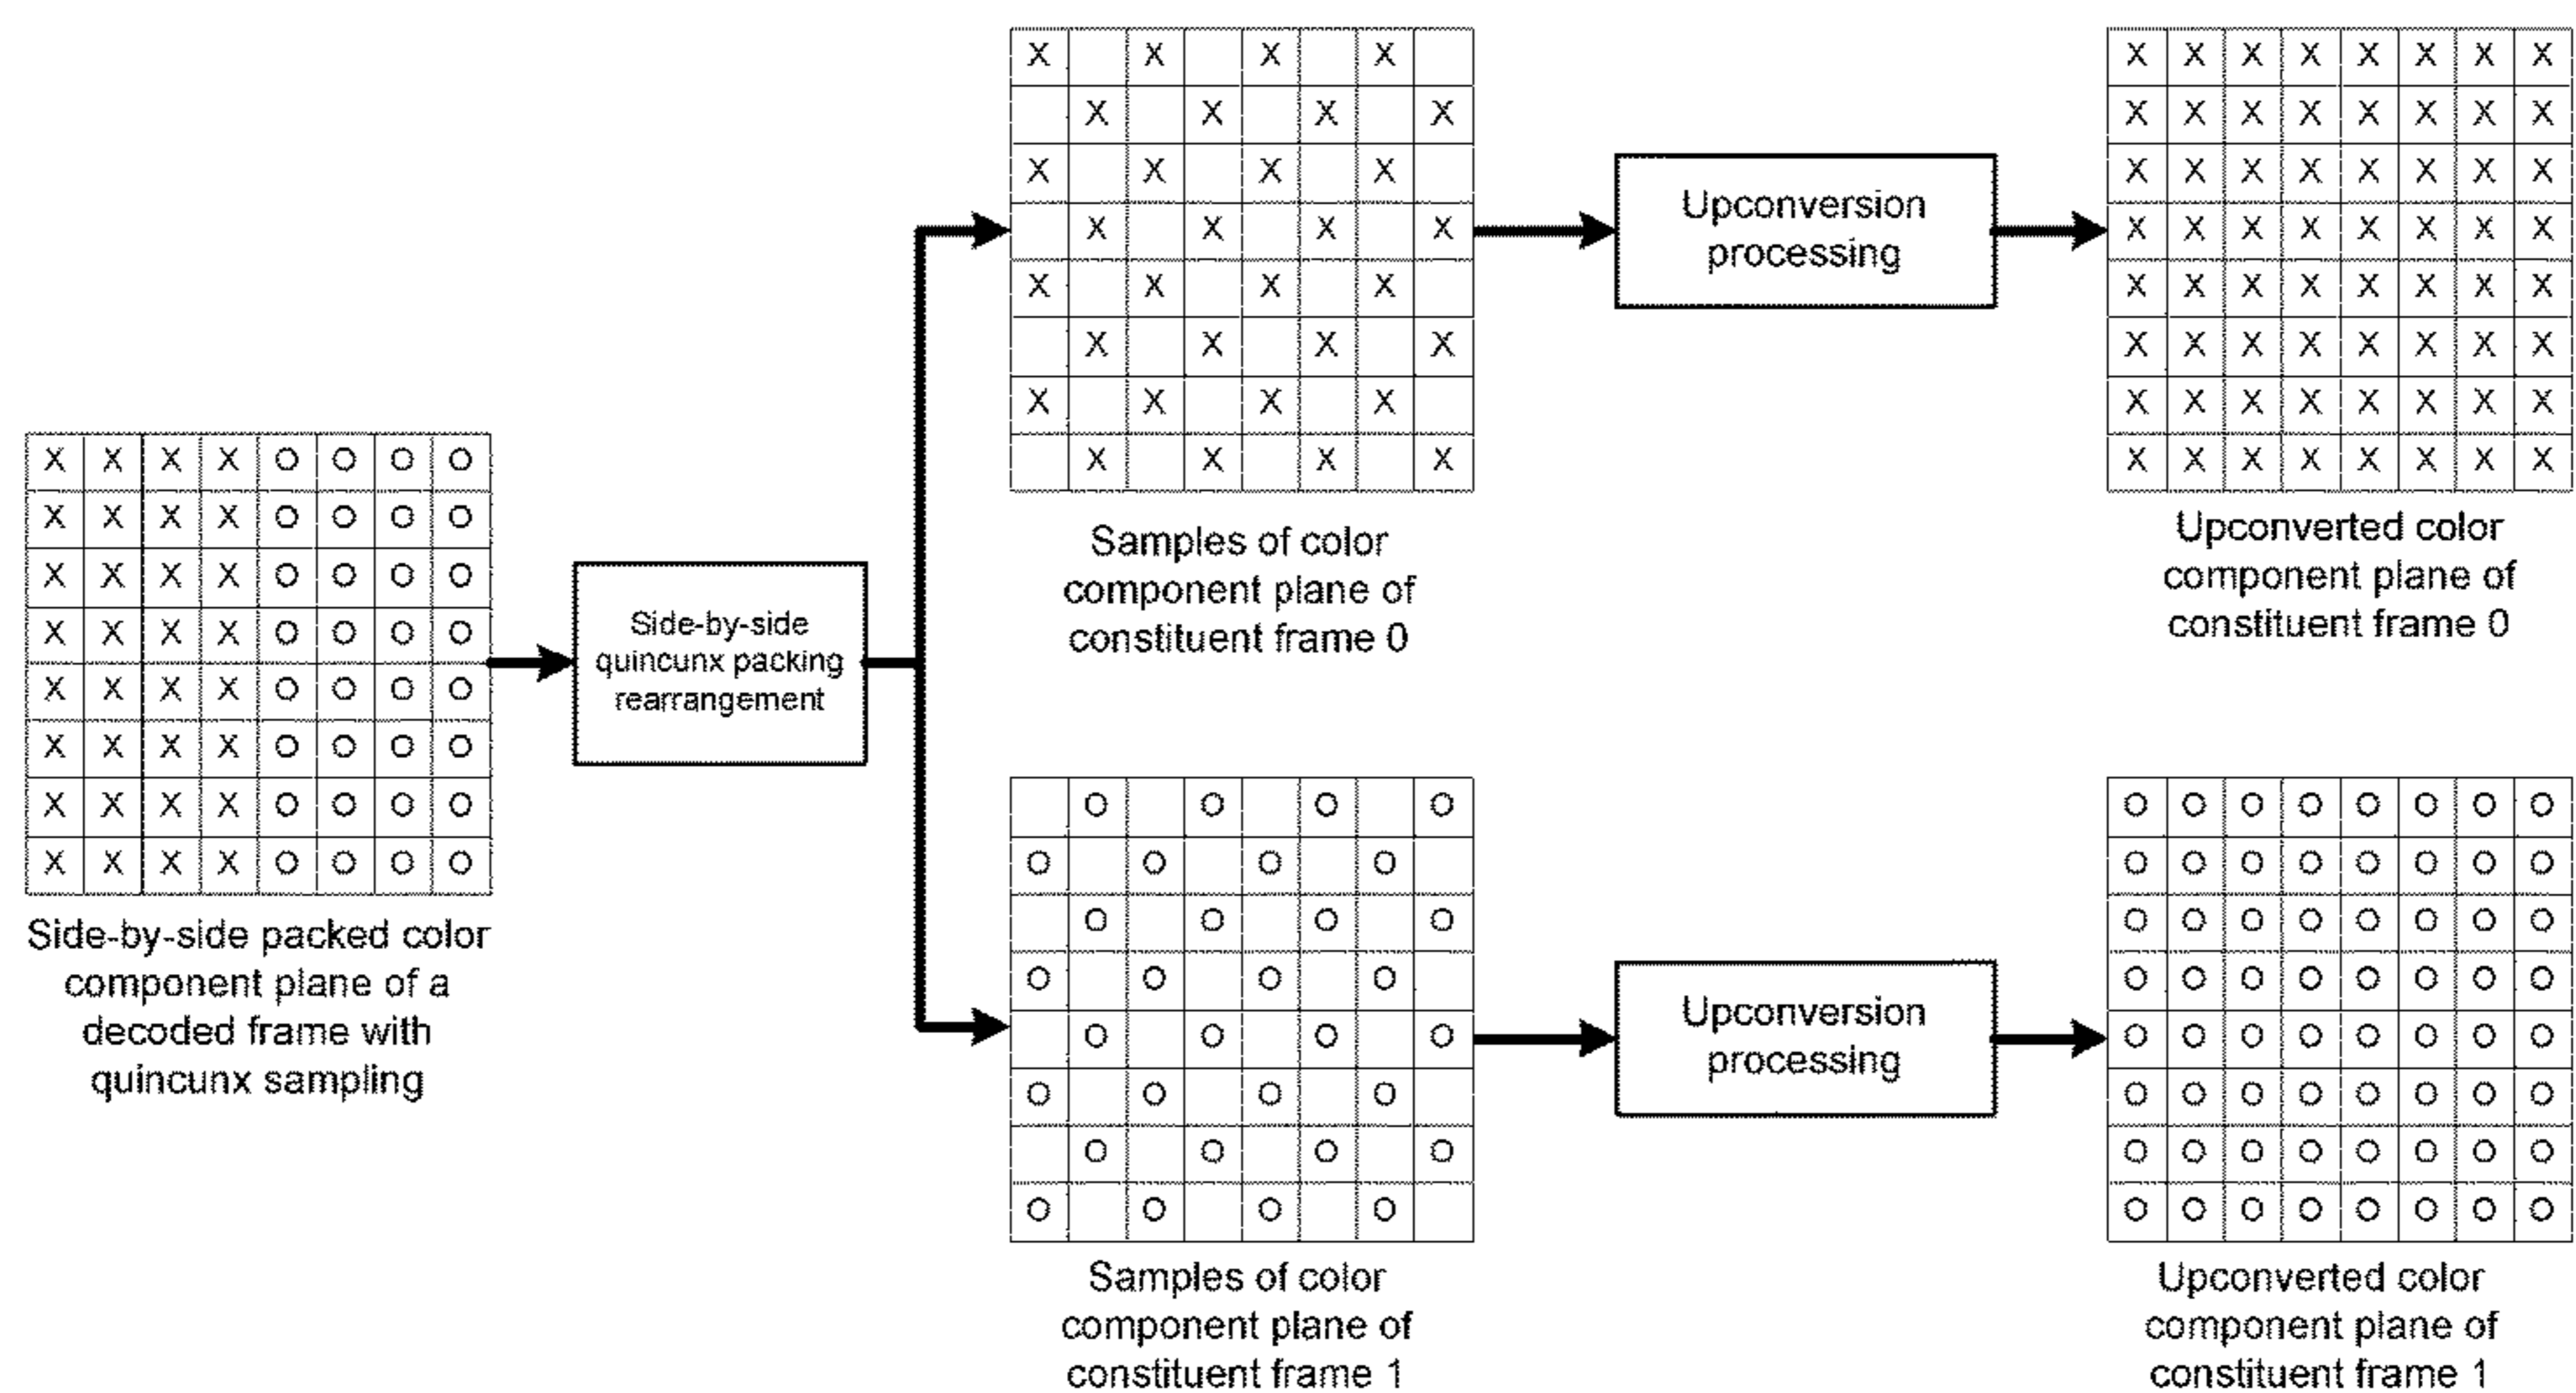 X X X X O O O O
X X X X O O O O
X X X X O O O O
X X X X O O O O
X X X X O O O O
X X X X O O O O
X X X X O O O O
X X X X O O O O
Side-by-side packed color
component plane of a
decoded frame with
quincunx sampling
Side-by-side
quincunx packing
rearrangement
X X X X
X X X X
X X X X
X X X X
X X X X
X X X X
X X X X
X X X X
Samples of color
component plane of
constituent frame 0
Upconversion
processing
X X X X X X X X
X X X X X X X X
X X X X X X X X
X X X X X X X X
X X X X X X X X
X X X X X X X X
X X X X X X X X
X X X X X X X X
Upconverted color
component plane of
constituent frame 0
O O O O
O O O O
O O O O
O O O O
O O O O
O O O O
O O O O
O O O O
Samples of color
component plane of
constituent frame 1
Upconversion
processing
O O O O O O O O
O O O O O O O O
O O O O O O O O
O O O O O O O O
O O O O O O O O
O O O O O O O O
O O O O O O O O
O O O O O O O O
Upconverted color
component plane of
constituent frame 1